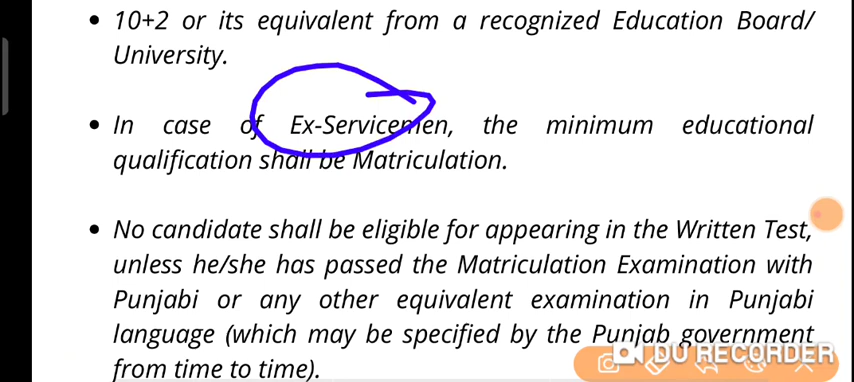 • 10+2 or its equivalent from a recognized Education Board/
University.
• In case of Ex-Servicemen, the minimum educational
qualification shall be Matriculation.
• No candidate shall be eligible for appearing in the Written Test,
unless he/she has passed the Matriculation Examination with
Punjabi or any other equivalent examination in Punjabi
language (which may be specified by the Punjab government
from time to time).
DU RECORDER